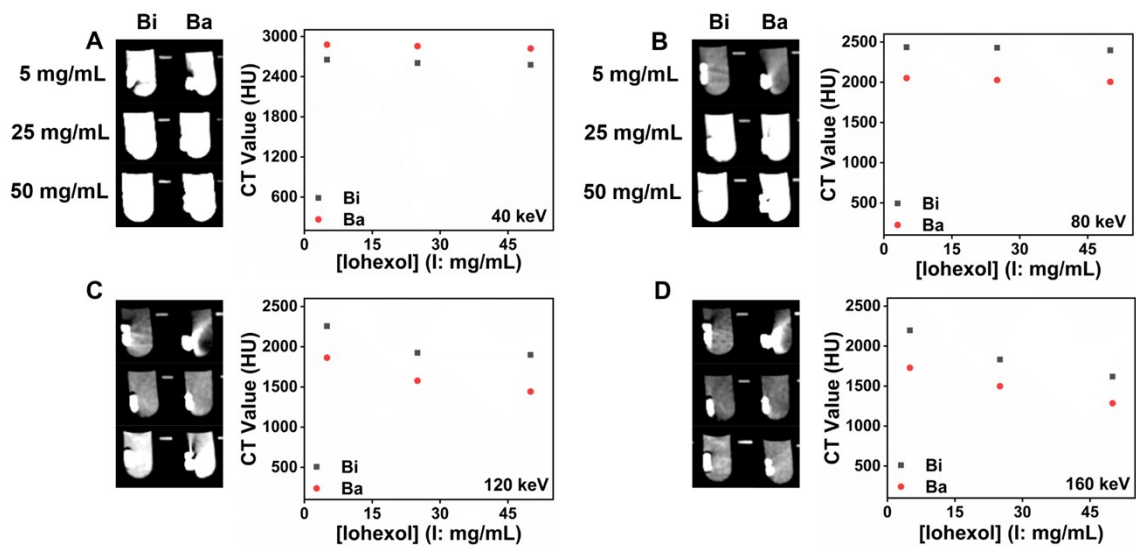 A
Bi Ba
5 mg/mL
25 mg/mL
50 mg/mL
3000
2400
1800
1200
600
CT Value (HU)
Bi
Ba
40 keV
0 15 30 45
[Iohexol] (I: mg/mL)
B
Bi Ba
5 mg/mL
25 mg/mL
50 mg/mL
2500
2000
1500
1000
500
CT Value (HU)
Bi
Ba
80 keV
0 15 30 45
[Iohexol] (I: mg/mL)
C
2500
2000
1500
1000
500
CT Value (HU)
Bi
Ba
120 keV
0 15 30 45
[Iohexol] (I: mg/mL)
D
2500
2000
1500
1000
500
CT Value (HU)
Bi
Ba
160 keV
0 15 30 45
[Iohexol] (I: mg/mL)